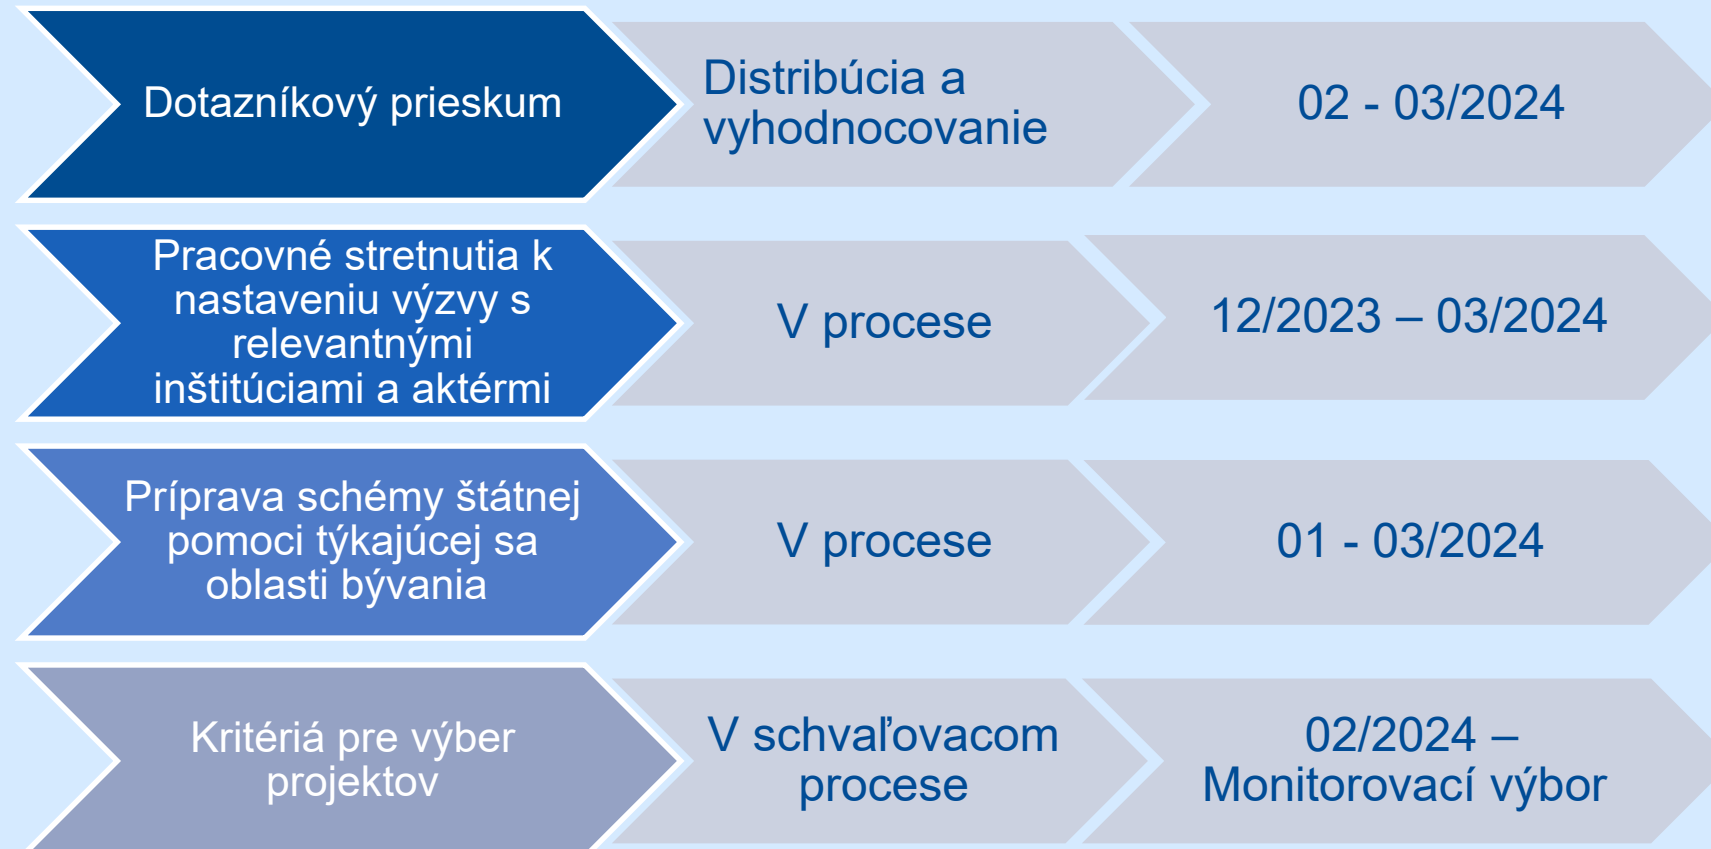 Dotazníkový prieskum
Distribúcia a
vyhodnocovanie
02 - 03/2024
Pracovné stretnutia k
nastaveniu výzvy s
relevantnými
inštitúciami a aktérmi
V procese
12/2023 – 03/2024
Príprava schémy štátnej
pomoci týkajúcej sa
oblasti bývania
V procese
01 - 03/2024
Kritériá pre výber
projektov
V schvaľovacom
procese
02/2024 –
Monitorovací výbor